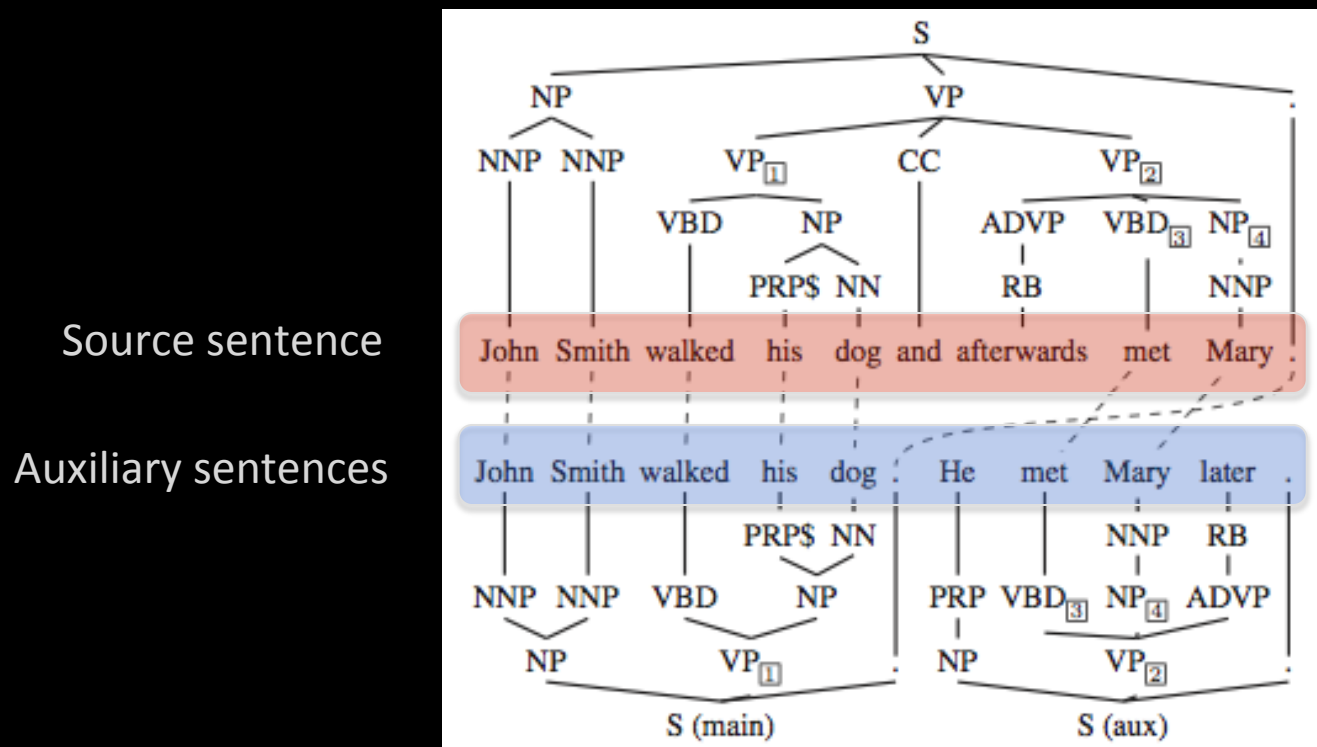 S
NP VP .
NNP NNP VP1 CC VP2
VBD NP ADVP VBD3 NP4
PRP$ NN RB NNP
Source sentence
John Smith walked his dog and afterwards met Mary .
Auxiliary sentences
John Smith walked his dog . He met Mary later .
PRP$ NN NNP RB
NNP NNP VBD NP PRP VBD3 NP4 ADVP
NP VP1 . NP VP2 .
S (main) S (aux)